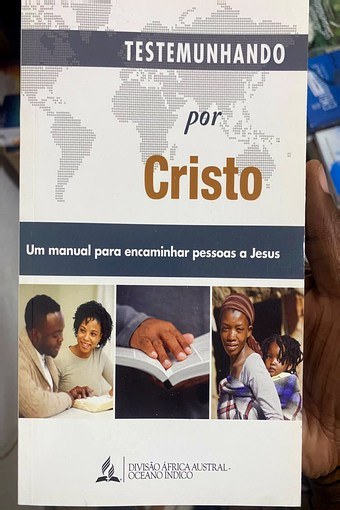 TESTEMUNHANDO
por
Cristo
Um manual para encaminhar pessoas a Jesus
DIVISÃO ÁFRICA AUSTRAL-
OCEANO ÍNDICO